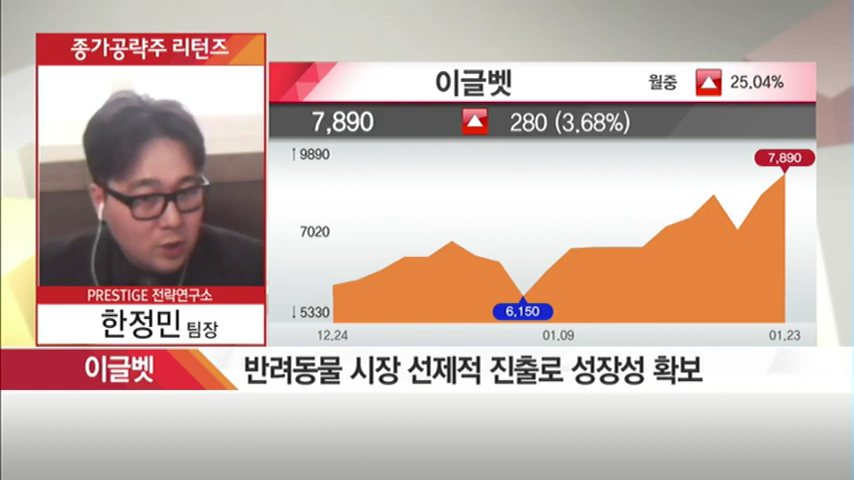 종가공략주 리턴즈
PRESTIGE 전략연구소
한정민 팀장
이글벳 월중 ▲ 25.04%
7,890 ▲ 280 (3.68%)
↑9890
7020
↓5330
7,890
6,150
12.24 01.09 01.23
이글벳 반려동물 시장 선제적 진출로 성장성 확보